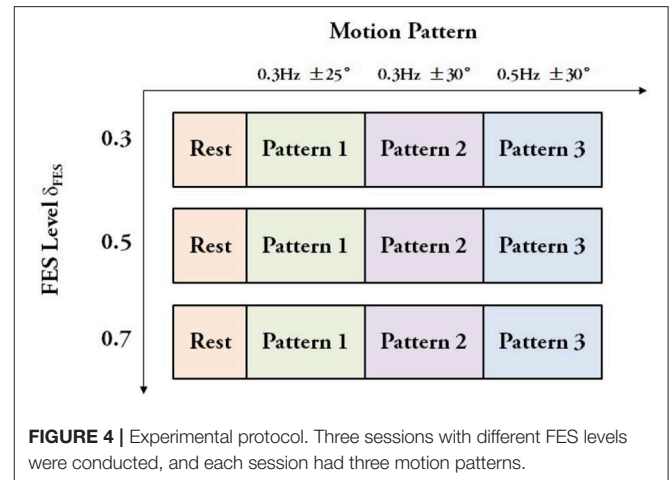 Motion Pattern
0.3Hz ±25° 0.3Hz ±30° 0.5Hz ±30°
FES Level δFES
0.3 Rest Pattern 1 Pattern 2 Pattern 3
0.5 Rest Pattern 1 Pattern 2 Pattern 3
0.7 Rest Pattern 1 Pattern 2 Pattern 3
FIGURE 4 | Experimental protocol. Three sessions with different FES levels
were conducted, and each session had three motion patterns.